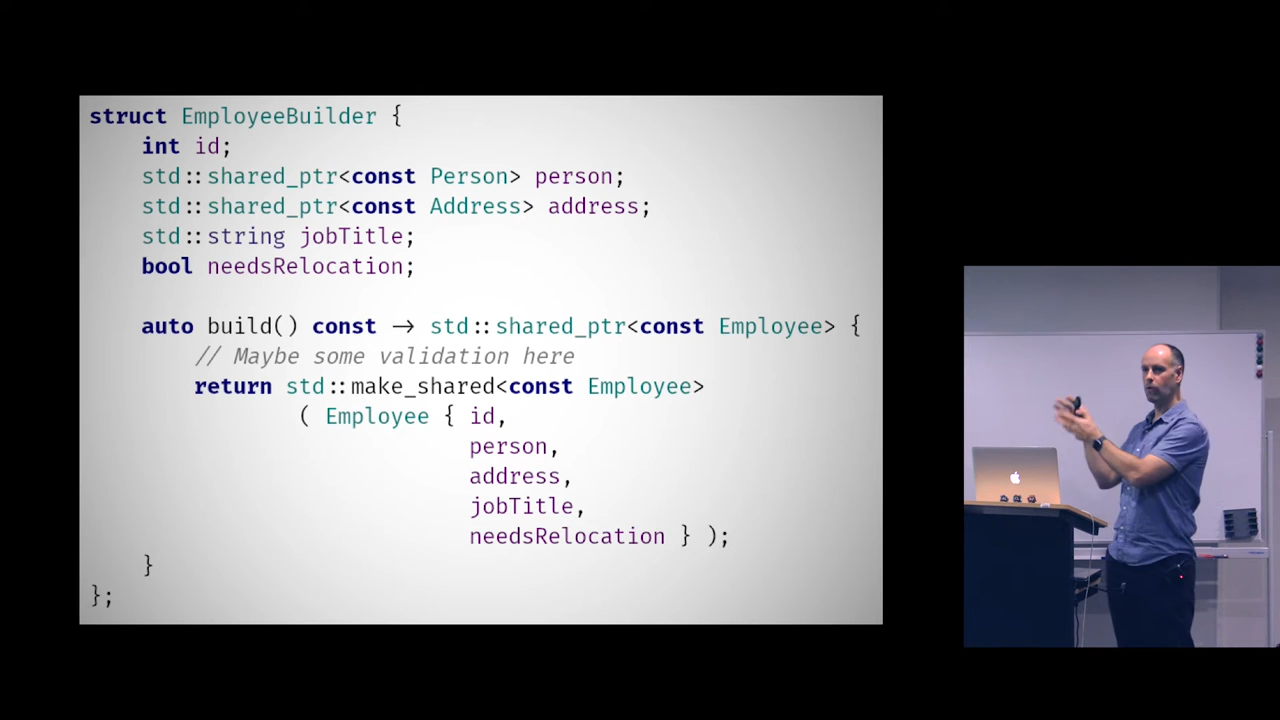 struct EmployeeBuilder {
    int id;
    std::shared_ptr<const Person> person;
    std::shared_ptr<const Address> address;
    std::string jobTitle;
    bool needsRelocation;

    auto build() const -> std::shared_ptr<const Employee> {
        // Maybe some validation here
        return std::make_shared<const Employee>
                ( Employee { id,
                             person,
                             address,
                             jobTitle,
                             needsRelocation } );
    }
};